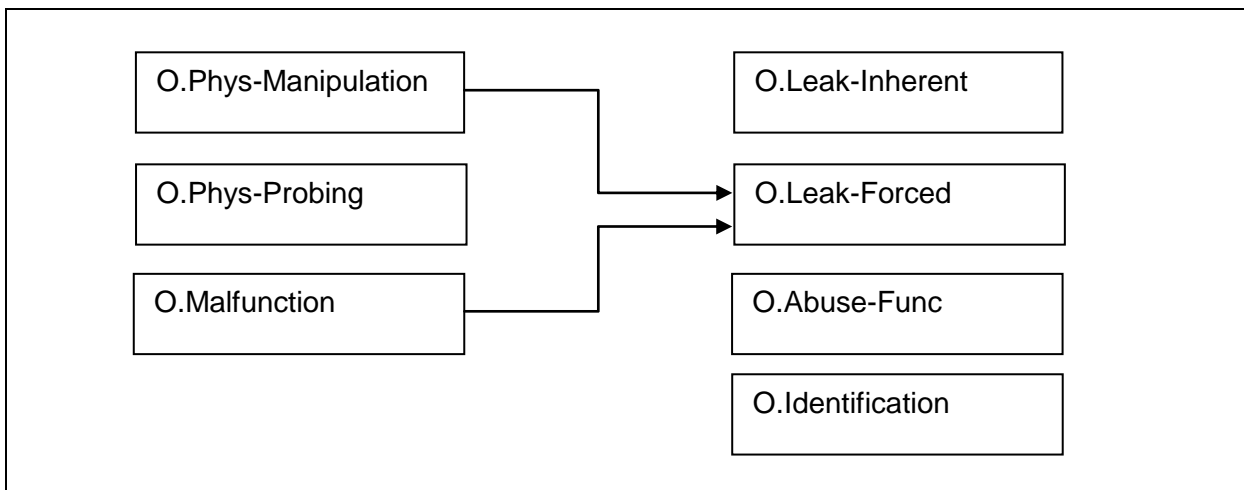 O.Phys-Manipulation
O.Leak-Inherent
O.Phys-Probing
O.Leak-Forced
O.Malfunction
O.Abuse-Func
O.Identification